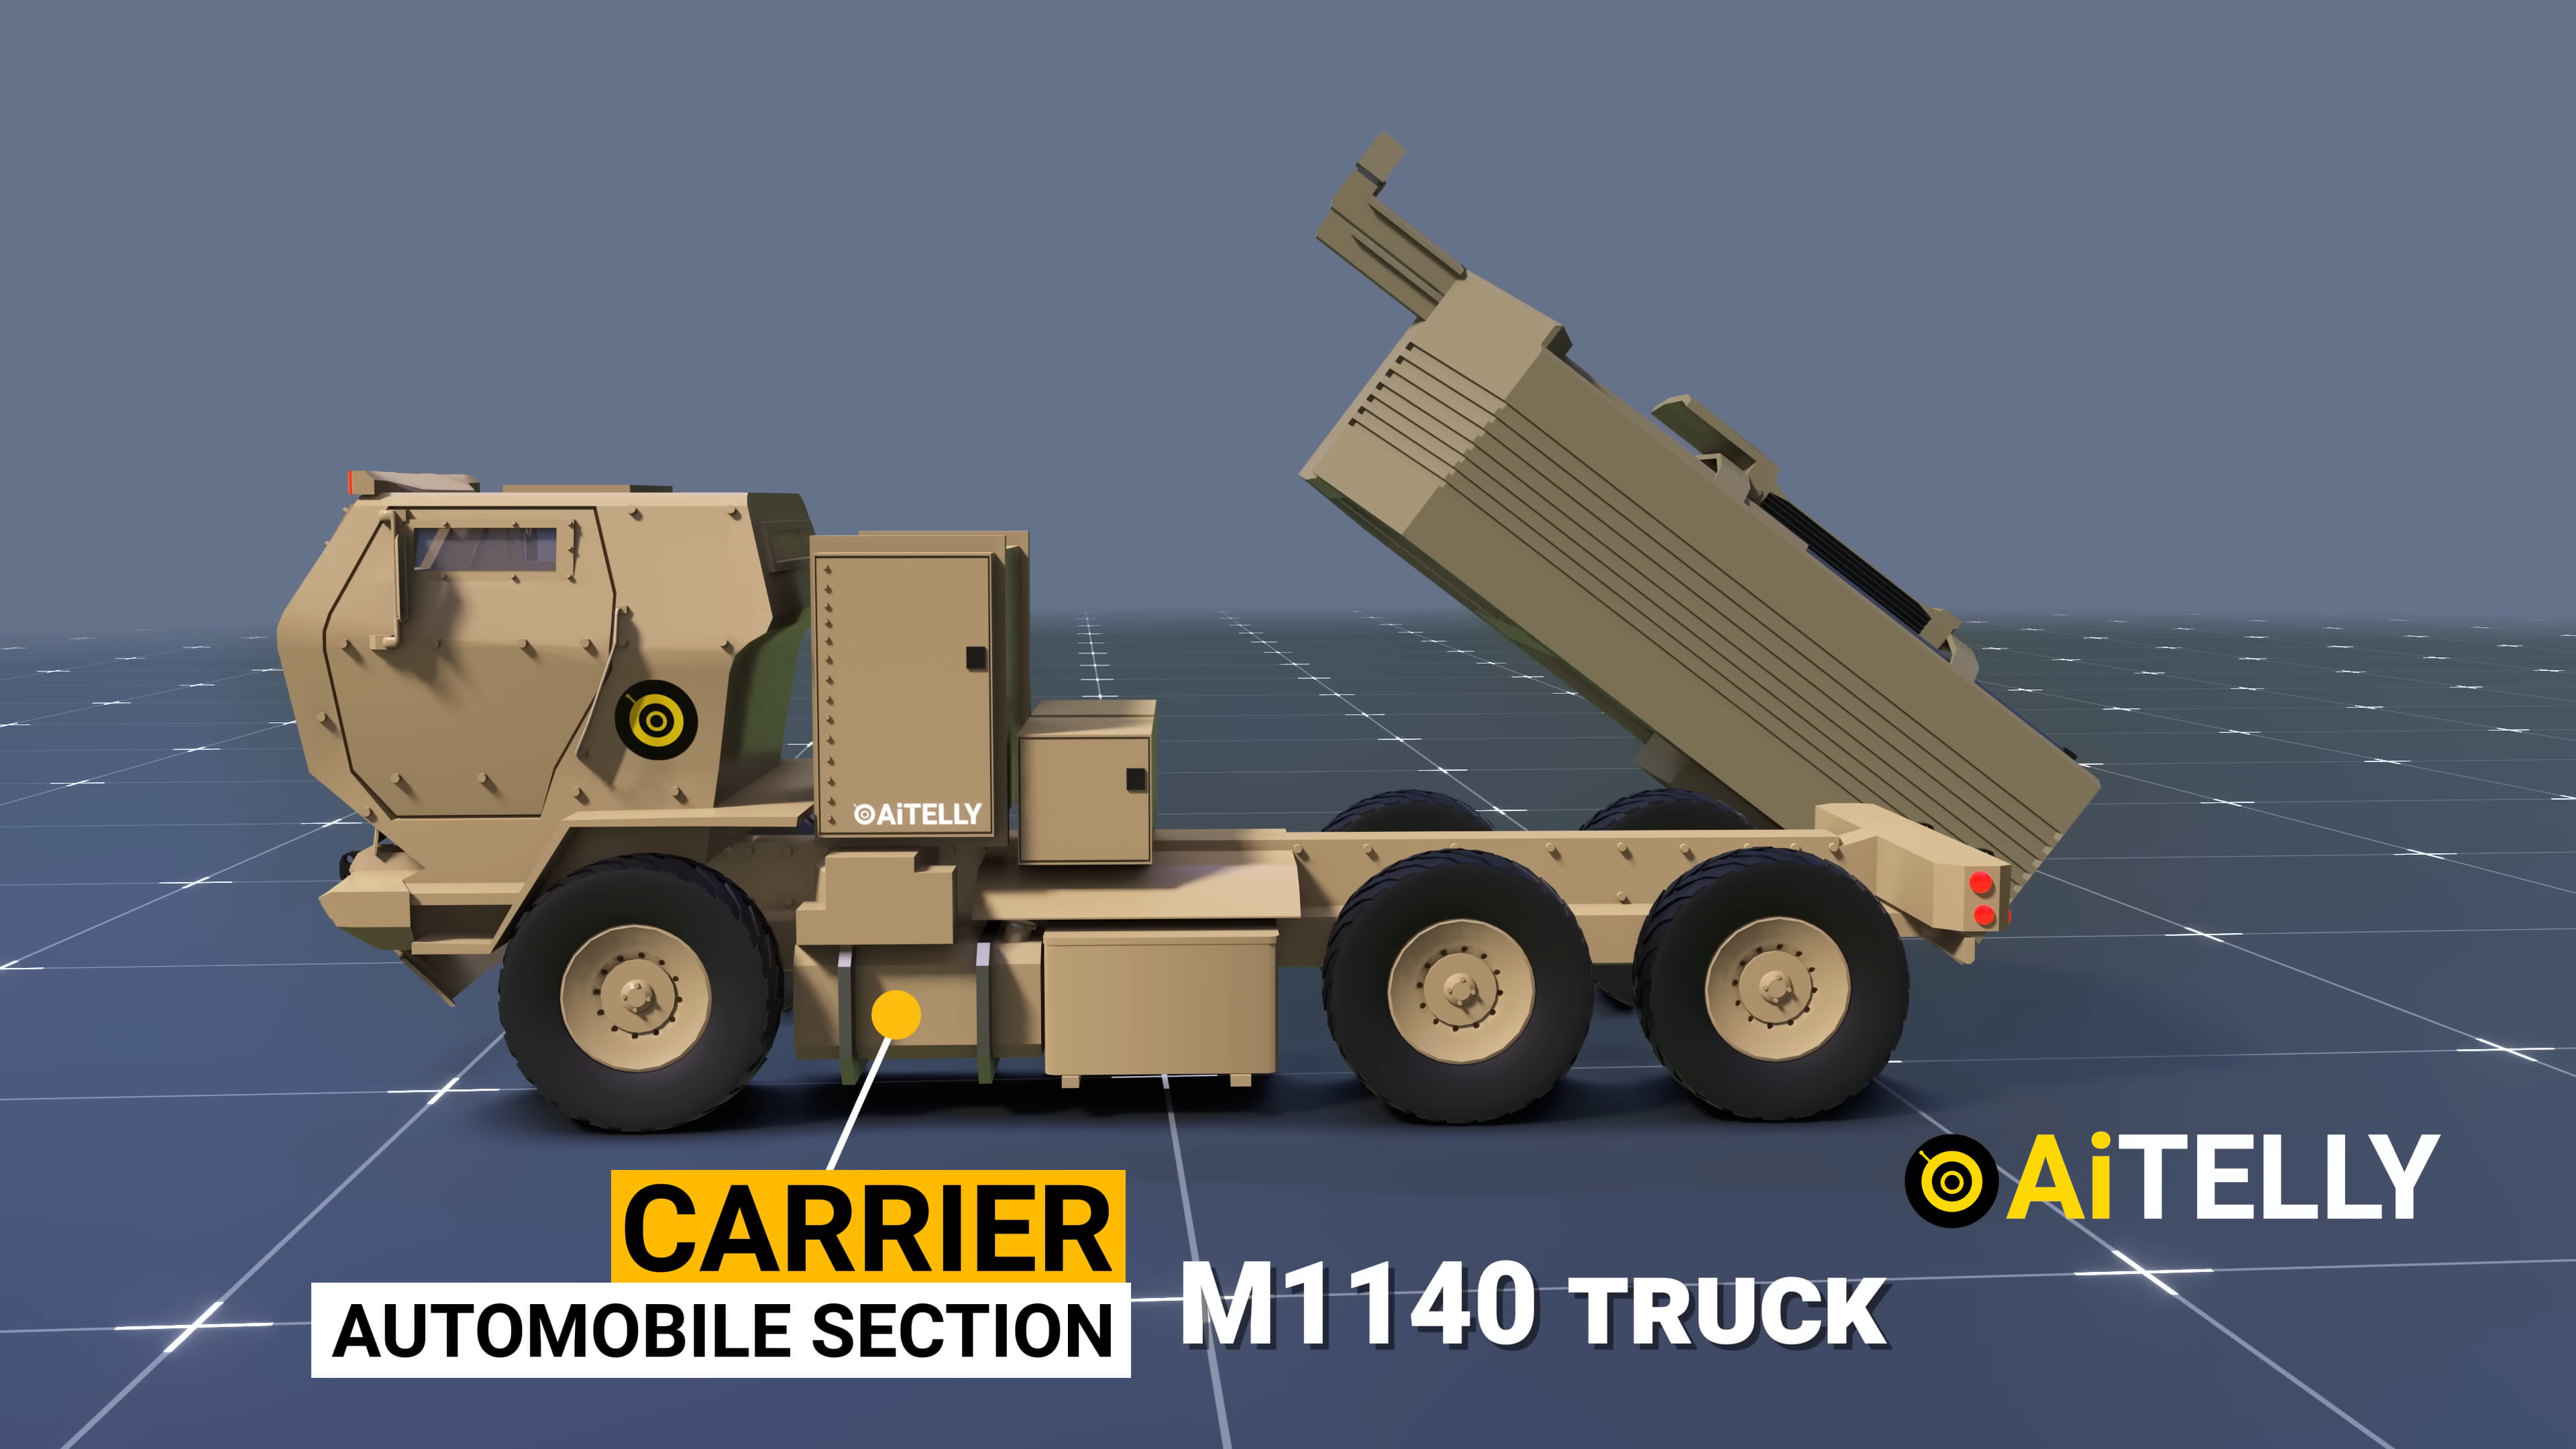 AiTELLY
AiTELLY
CARRIER
AUTOMOBILE SECTION
M1140 TRUCK